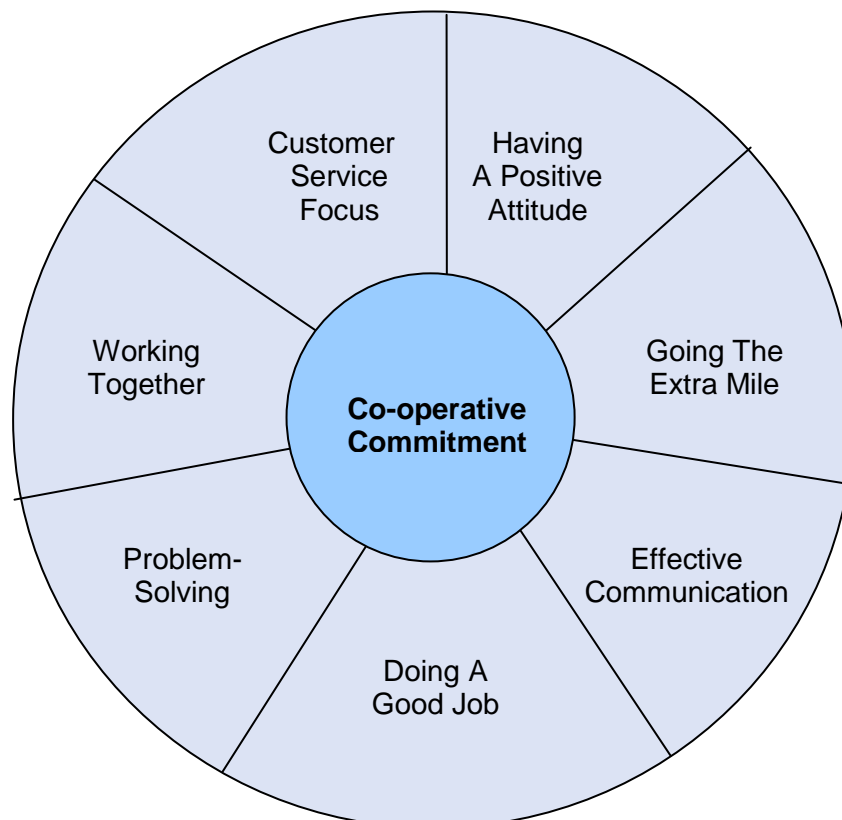 Customer
Service
Focus
Having
A Positive
Attitude
Working
Together
Co-operative
Commitment
Going The
Extra Mile
Problem-
Solving
Effective
Communication
Doing A
Good Job